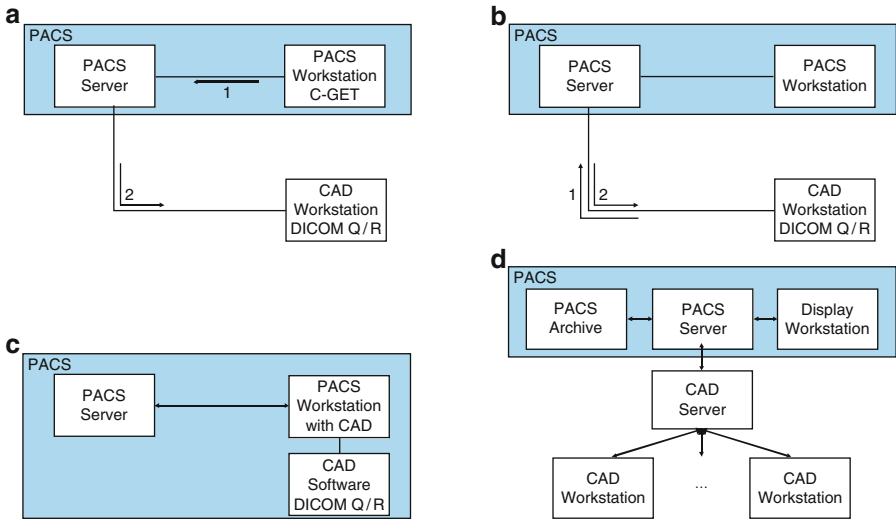 a
PACS
PACS
Server
1
PACS
Workstation
C-GET
2
CAD
Workstation
DICOM Q / R
b
PACS
PACS
Server
PACS
Workstation
1
2
CAD
Workstation
DICOM Q / R
c
PACS
PACS
Server
PACS
Workstation
with CAD
CAD
Software
DICOM Q / R
d
PACS
PACS
Archive
PACS
Server
Display
Workstation
CAD
Server
CAD
Workstation
...
CAD
Workstation